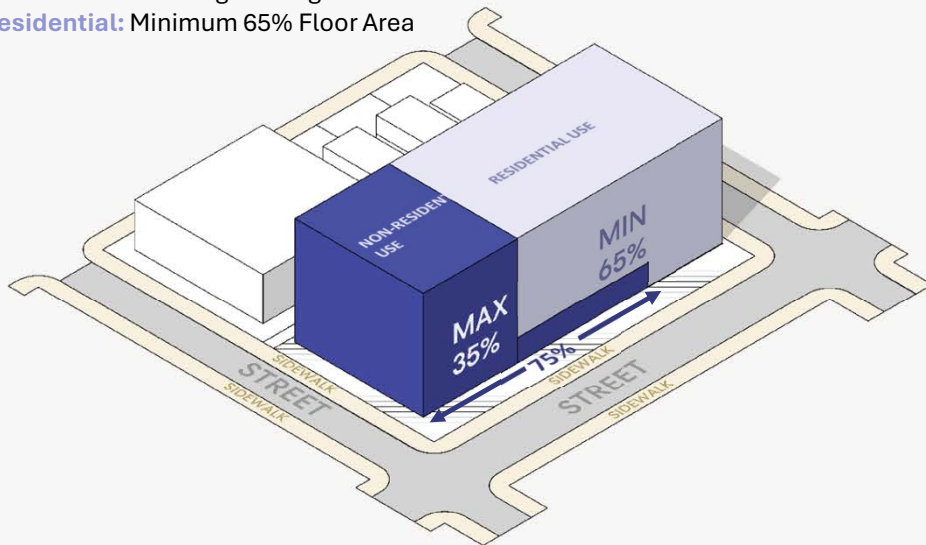 esidential: Minimum 65% Floor Area
RESIDENTIAL USE
NON-RESIDENT
USE
MIN
65%
MAX
35%
75%
SIDEWALK
STREET
SIDEWALK
SIDEWALK
STREET
SIDEWALK